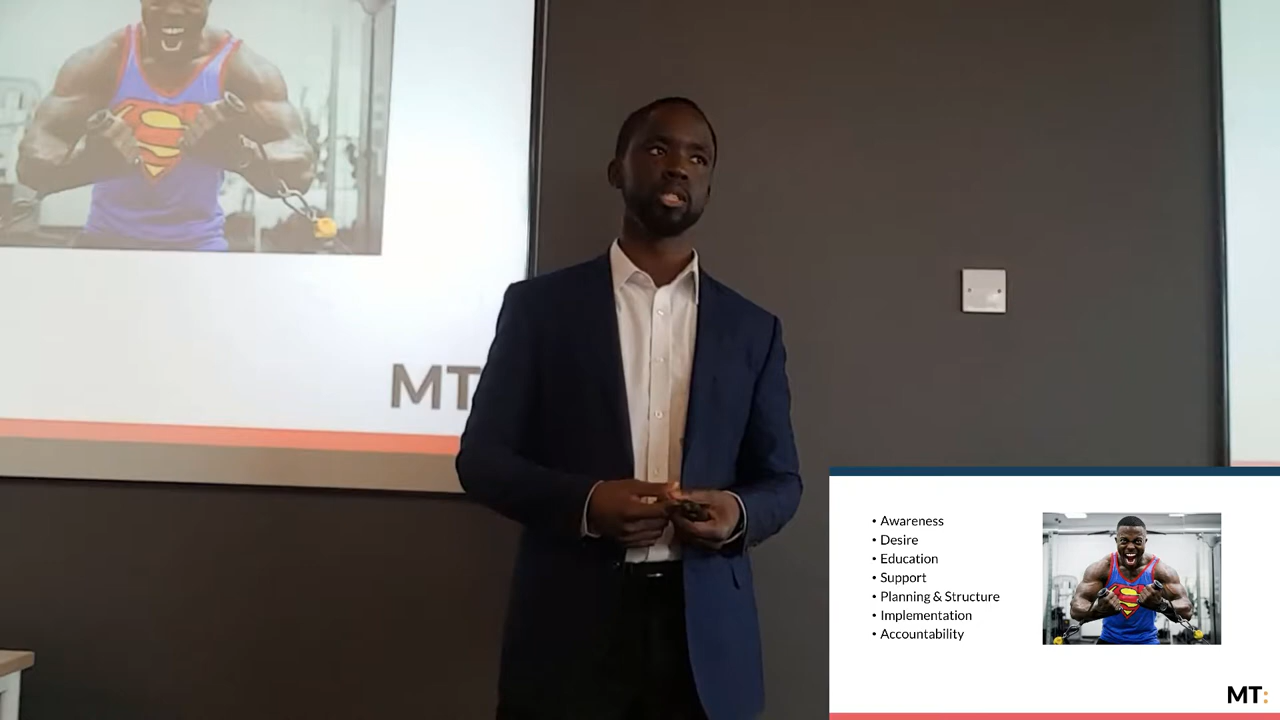 MT
• Awareness
• Desire
• Education
• Support
• Planning & Structure
• Implementation
• Accountability
MT: